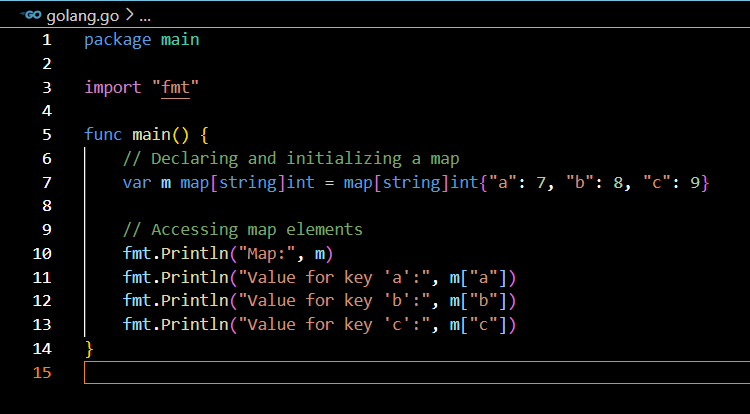 GO golang.go > ...
1 package main
2
3 import "fmt"
4
5 func main() {
6     // Declaring and initializing a map
7     var m map[string]int = map[string]int{"a": 7, "b": 8, "c": 9}
8
9     // Accessing map elements
10     fmt.Println("Map:", m)
11     fmt.Println("Value for key 'a':", m["a"])
12     fmt.Println("Value for key 'b':", m["b"])
13     fmt.Println("Value for key 'c':", m["c"])
14 }
15